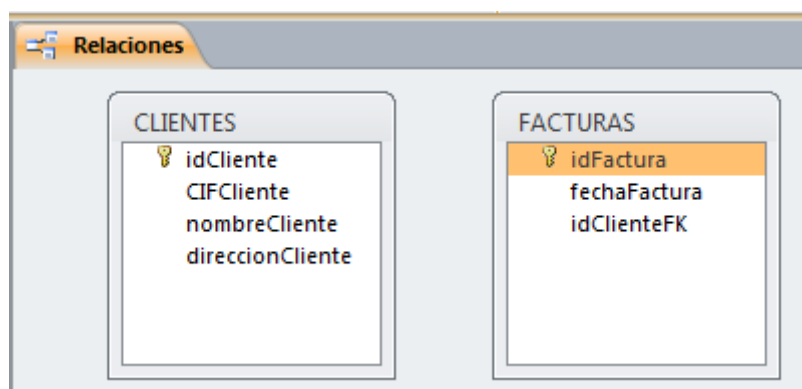 Relaciones
CLIENTES
idCliente
CIFCliente
nombreCliente
direccionCliente
FACTURAS
idFactura
fechaFactura
idClienteFK